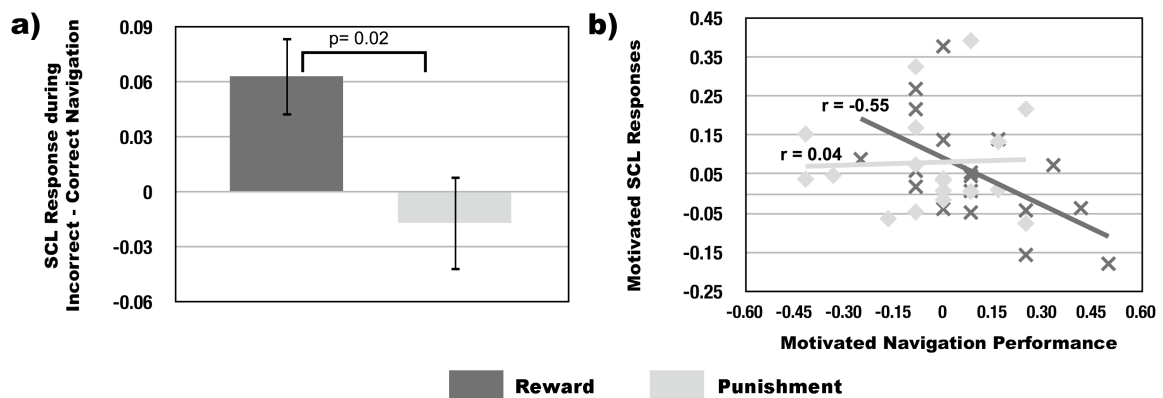 a)
SCL Response during
Incorrect - Correct Navigation
0.09
0.06
0.03
0
-0.03
-0.06
p= 0.02
b)
Motivated SCL Responses
0.45
0.35
0.25
0.15
0.05
-0.05
-0.15
-0.25
r = -0.55
r = 0.04
-0.60 -0.45 -0.30 -0.15 0 0.15 0.30 0.45 0.60
Motivated Navigation Performance
Reward Punishment